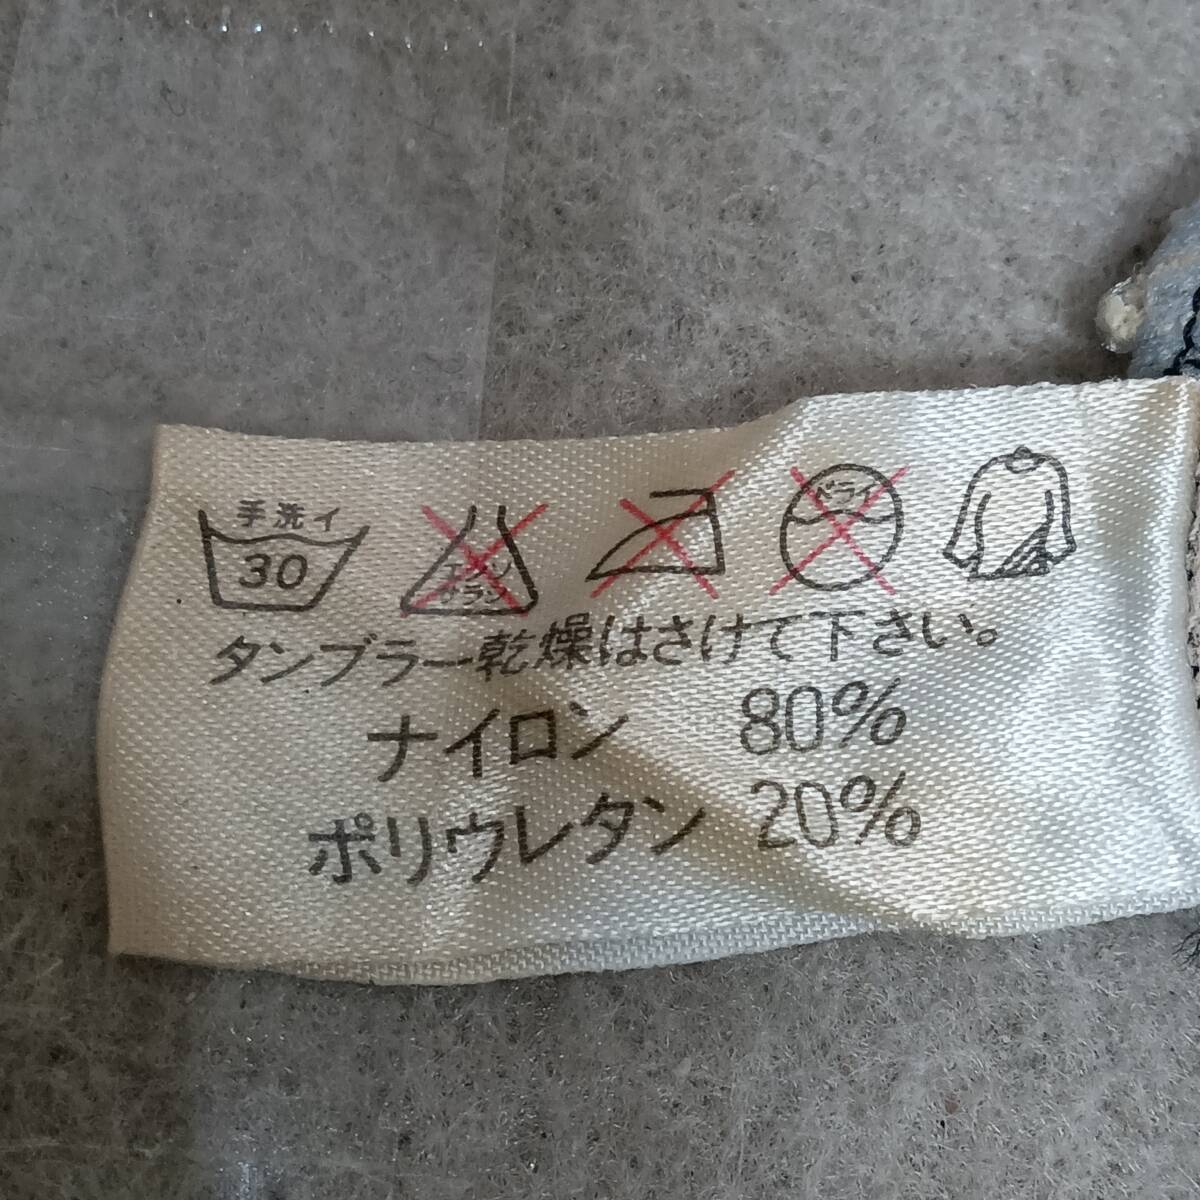 手洗イ
30
エンソ
サラシ
ドライ
タンブラー乾燥はさけて下さい。
ナイロン 80%
ポリウレタン 20%